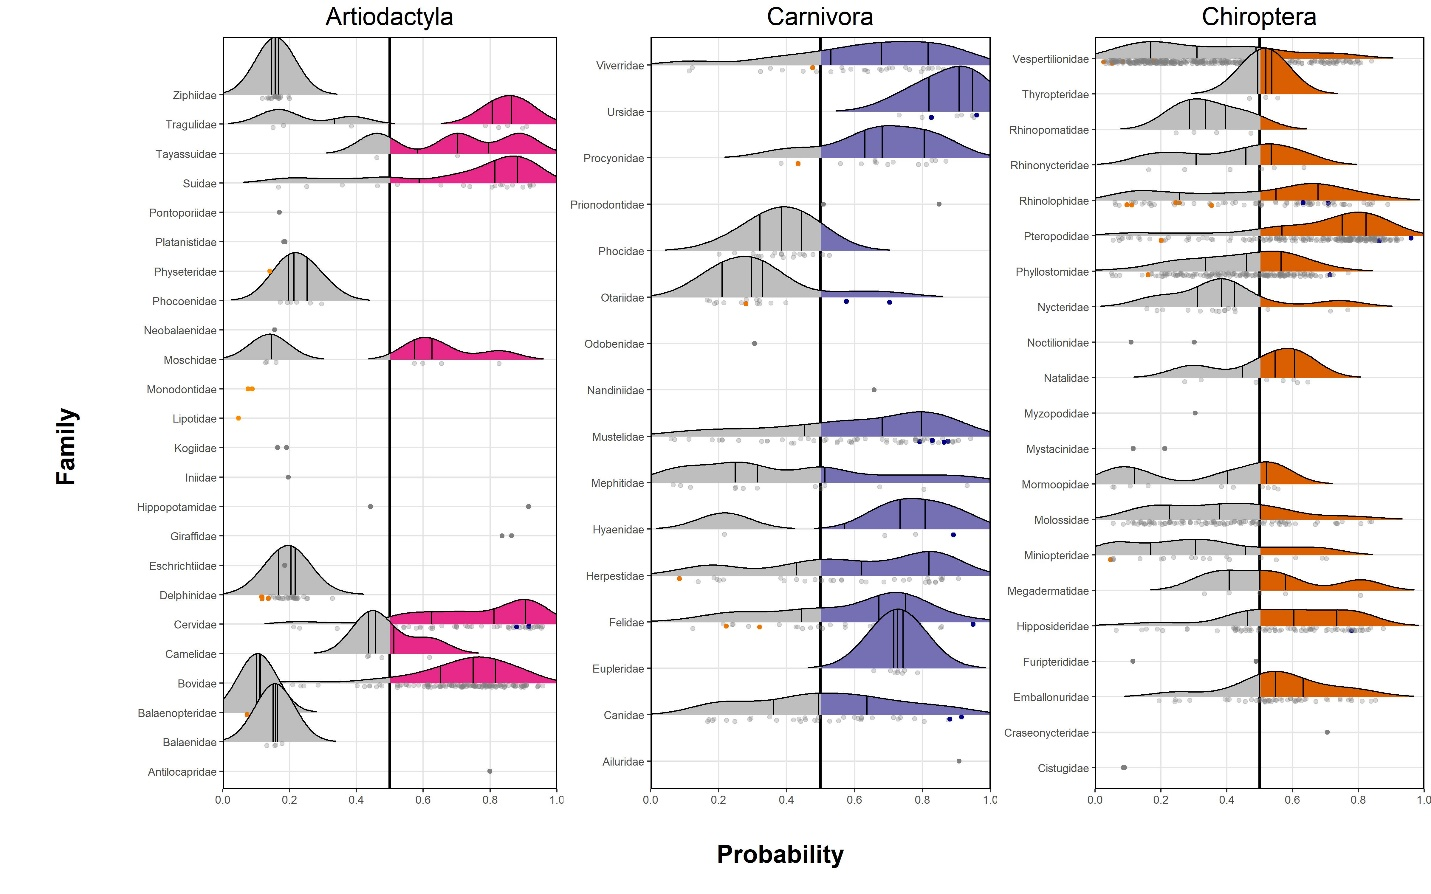 Artiodactyla
Carnivora
Chiroptera
Family
Ziphiidae
Tragulidae
Tayassuidae
Suidae
Pontoporiidae
Platanistidae
Physeteridae
Phocoenidae
Neobalaenidae
Moschidae
Monodontidae
Lipotidae
Kogiidae
Iniidae
Hippopotamidae
Giraffidae
Eschrichtiidae
Delphinidae
Cervidae
Camelidae
Bovidae
Balaenopteridae
Balaenidae
Antilocapridae
0.0 0.2 0.4 0.6 0.8 1.0
Viverridae
Ursidae
Procyonidae
Prionodontidae
Phocidae
Otariidae
Odobenidae
Nandiniidae
Mustelidae
Mephitidae
Hyaenidae
Herpestidae
Felidae
Eupleridae
Canidae
Ailuridae
0.0 0.2 0.4 0.6 0.8 1.0
Vespertilionidae
Thyropteridae
Rhinopomatidae
Rhinonycteridae
Rhinolophidae
Pteropodidae
Phyllostomidae
Nycteridae
Noctilionidae
Natalidae
Myzopodidae
Mystacinidae
Mormoopidae
Molossidae
Miniopteridae
Megadermatidae
Hipposideridae
Furipterididae
Emballonuridae
Craseonycteridae
Cistugidae
0.0 0.2 0.4 0.6 0.8 1.0
Probability